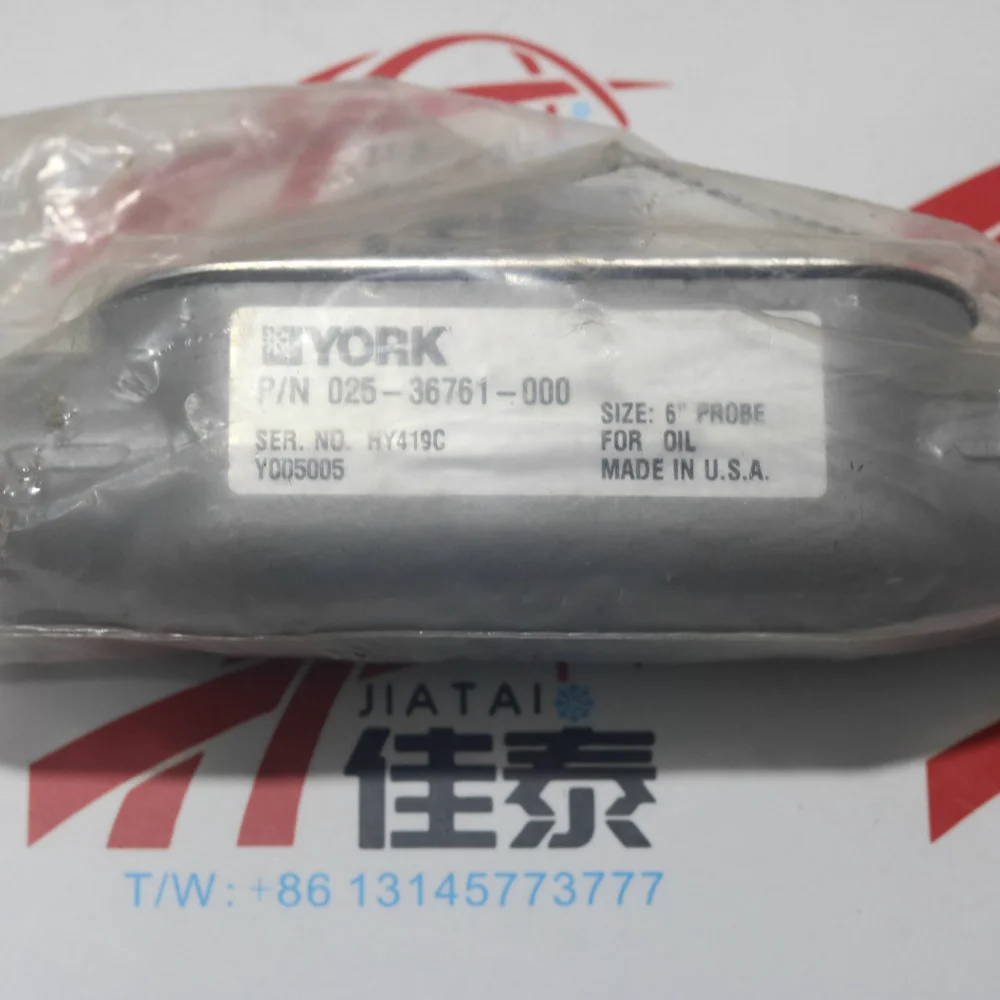 YORK
P/N 025-36761-000
SER. NO. HY419C
Y005005
SIZE: 6" PROBE
FOR OIL
MADE IN U.S.A.
JIATAI
佳泰
T/W: +86 13145773777